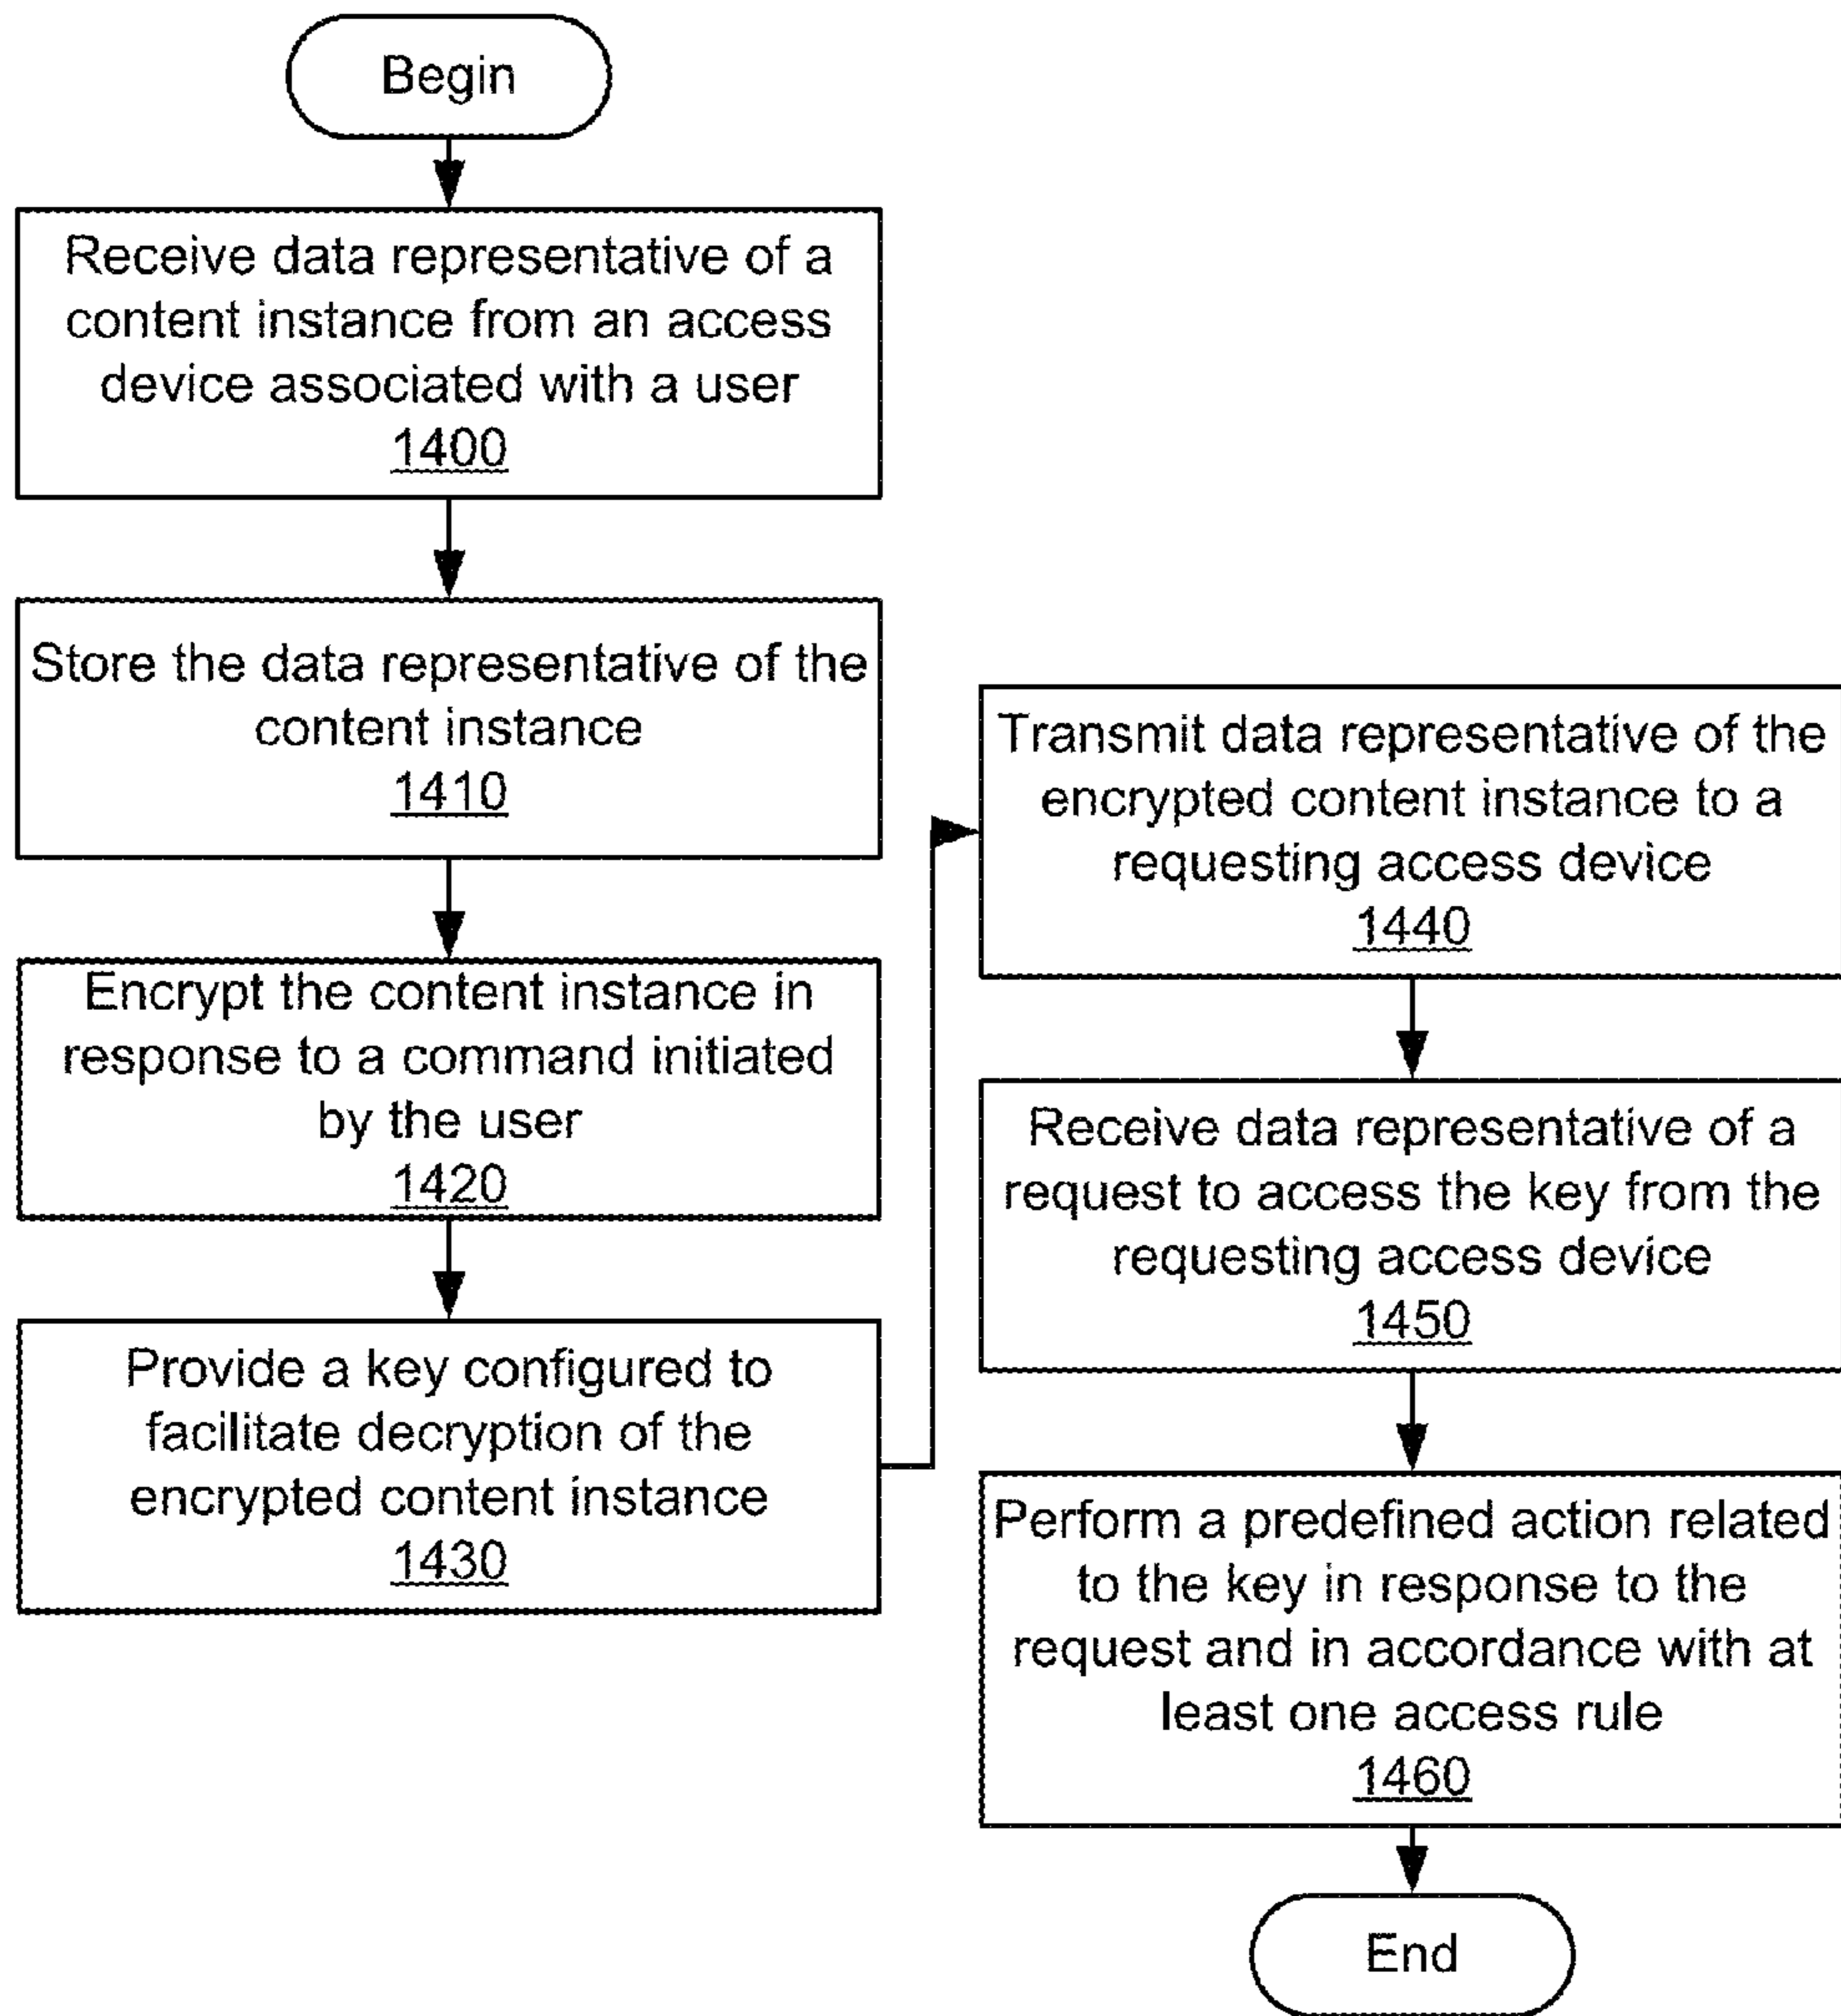 Begin
Receive data representative of a
content instance from an access
device associated with a user
1400
Store the data representative of the
content instance
1410
Encrypt the content instance in
response to a command initiated
by the user
1420
Provide a key configured to
facilitate decryption of the
encrypted content instance
1430
Transmit data representative of the
encrypted content instance to a
requesting access device
1440
Receive data representative of a
request to access the key from the
requesting access device
1450
Perform a predefined action related
to the key in response to the
request and in accordance with at
least one access rule
1460
End